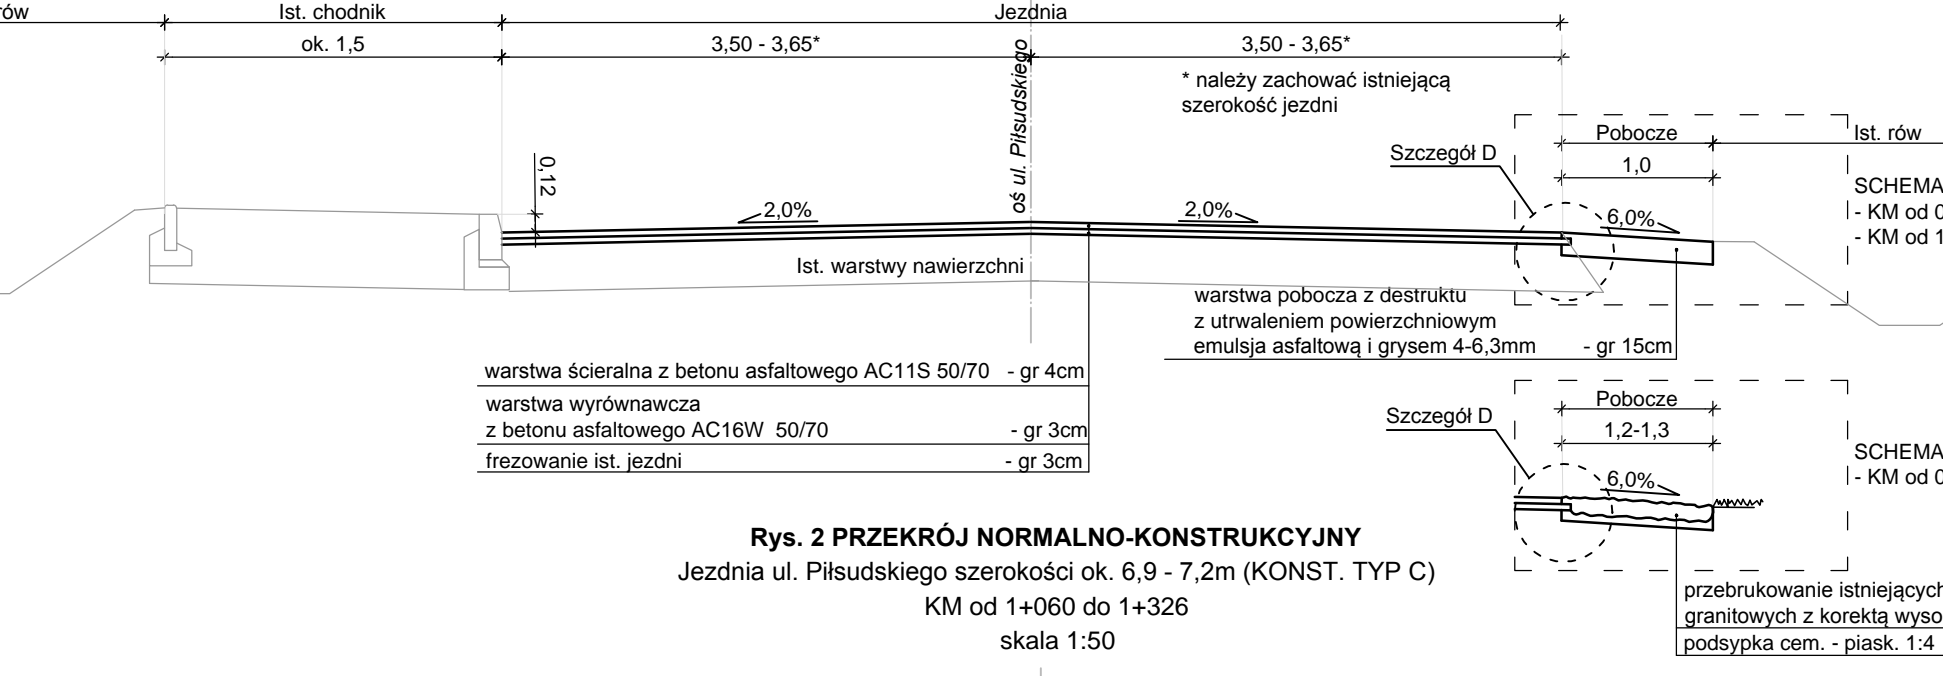 rów
Ist. chodnik
Jezdnia
ok. 1,5
3,50 - 3,65*
3,50 - 3,65*
oś ul. Piłsudskiego
* należy zachować istniejącą
szerokość jezdni
Pobocze
Ist. rów
Szczegół D
1,0
0,12
SCHEMA
- KM od 0
- KM od 1
2,0%
2,0%
6,0%
Ist. warstwy nawierzchni
warstwa pobocza z destruktu
z utrwaleniem powierzchniowym
emulsja asfaltową i grysem 4-6,3mm - gr 15cm
warstwa ścieralna z betonu asfaltowego AC11S 50/70 - gr 4cm
warstwa wyrównawcza
z betonu asfaltowego AC16W 50/70 - gr 3cm
frezowanie ist. jezdni - gr 3cm
Pobocze
Szczegół D
1,2-1,3
SCHEMA
- KM od 0
6,0%
Rys. 2 PRZEKRÓJ NORMALNO-KONSTRUKCYJNY
Jezdnia ul. Piłsudskiego szerokości ok. 6,9 - 7,2m (KONST. TYP C)
KM od 1+060 do 1+326
skala 1:50
przebrukowanie istniejących
granitowych z korektą wyso
podsypka cem. - piask. 1:4